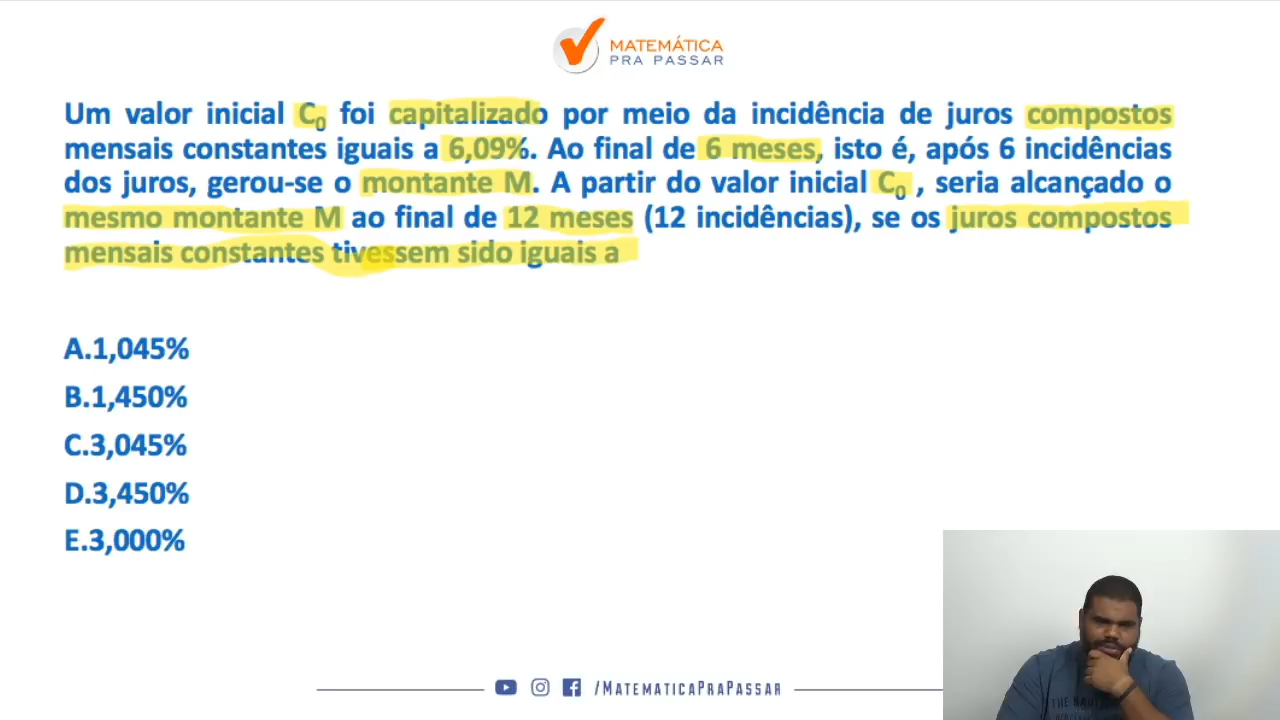 MATEMÁTICA
PRA PASSAR
Um valor inicial C0 foi capitalizado por meio da incidência de juros compostos
mensais constantes iguais a 6,09%. Ao final de 6 meses, isto é, após 6 incidências
dos juros, gerou-se o montante M. A partir do valor inicial C0 , seria alcançado o
mesmo montante M ao final de 12 meses (12 incidências), se os juros compostos
mensais constantes tivessem sido iguais a
A.1,045%
B.1,450%
C.3,045%
D.3,450%
E.3,000%
/MATEMATICAPRAPASSAR